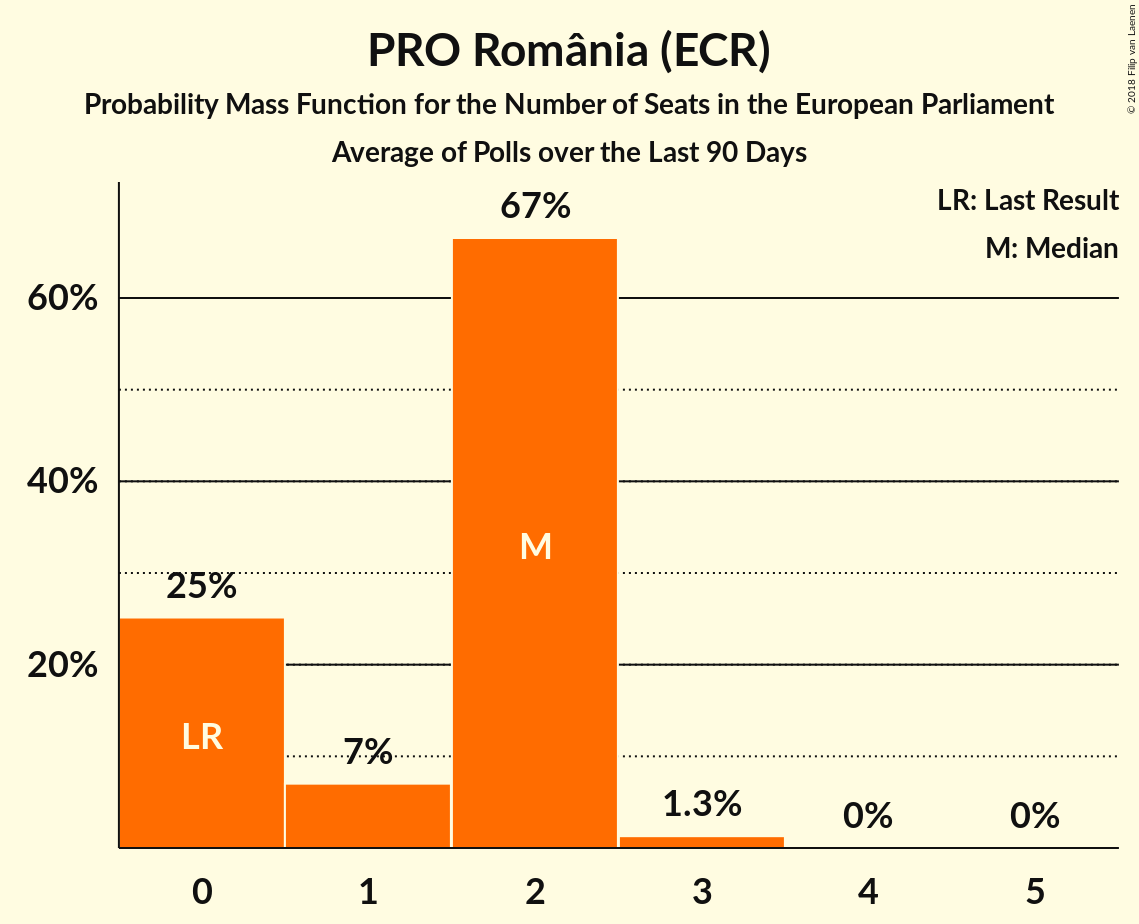 PRO România (ECR)
Probability Mass Function for the Number of Seats in the European Parliament
Average of Polls over the Last 90 Days
© 2018 Filip van Laenen
LR: Last Result
M: Median
67%
60%
M
40%
25%
20%
LR
7%
1.3%
0%
0%
0 1 2 3 4 5